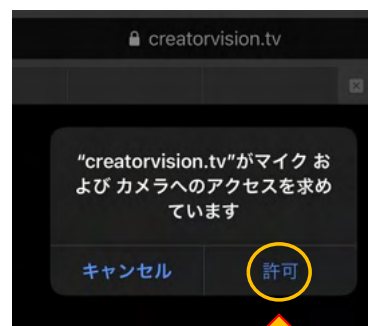 creatorvision.tv
"creatorvision.tv"がマイク お
よび カメラへのアクセスを求め
ています
キャンセル
許可